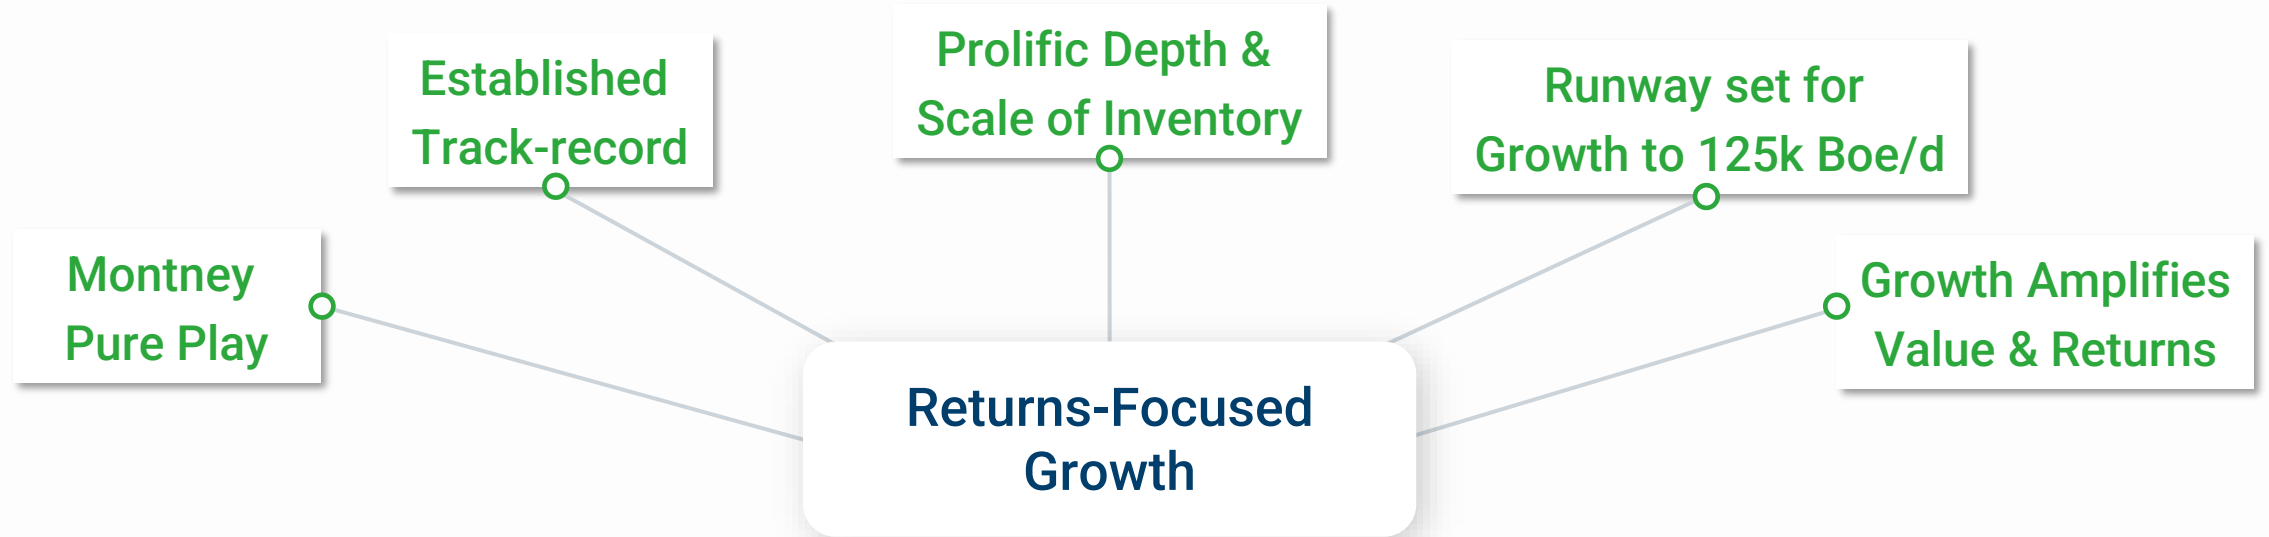 Montney
Pure Play
Established
Track-record
Prolific Depth &
Scale of Inventory
Runway set for
Growth to 125k Boe/d
Growth Amplifies
Value & Returns
Returns-Focused
Growth